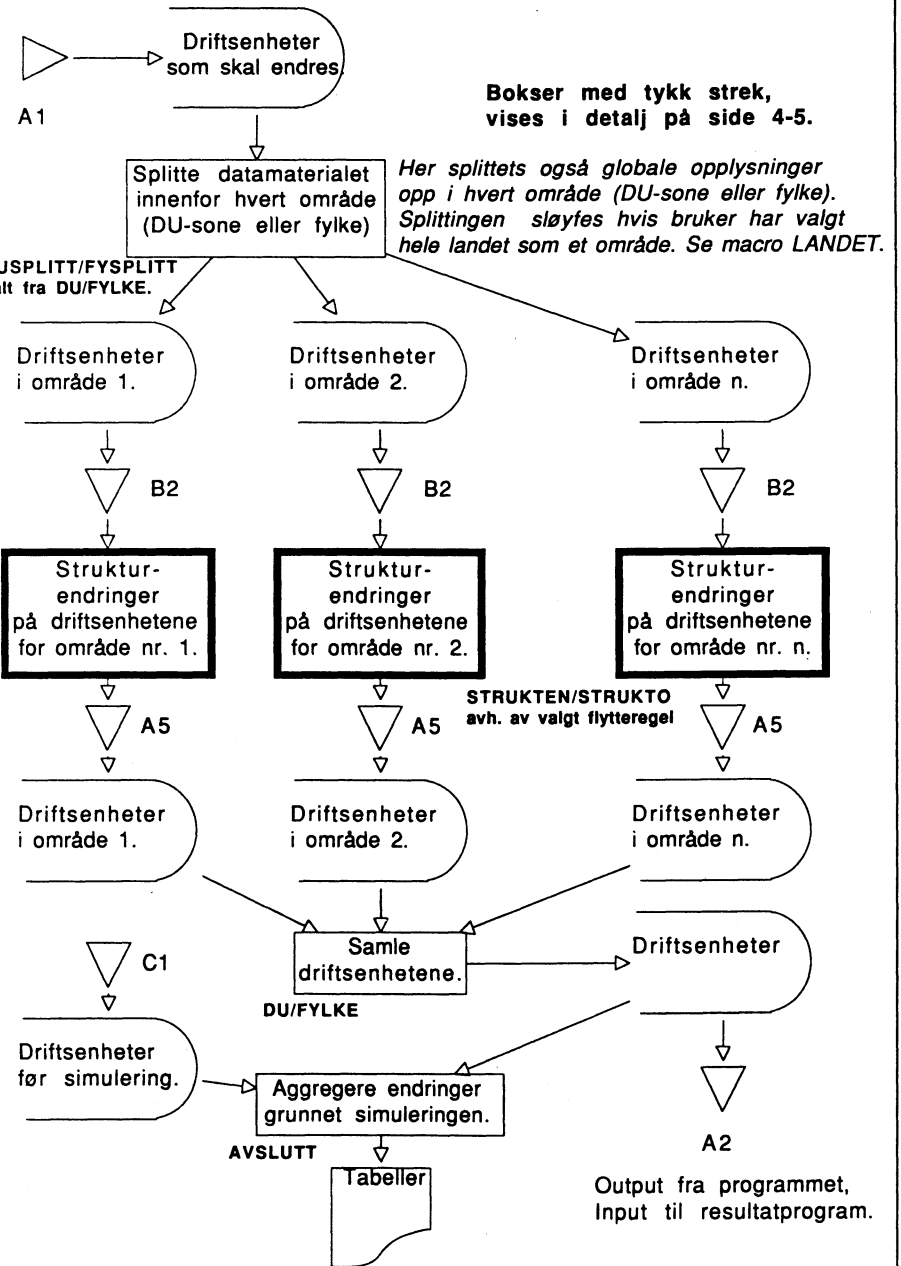 Driftsenheter
som skal endres.
A1
Bokser med tykk strek,
vises i detalj på side 4-5.
Splitte datamaterialet
innenfor hvert område
(DU-sone eller fylke)
Her splittets også globale opplysninger
opp i hvert område (DU-sone eller fylke).
Splittingen sløyfes hvis bruker har valgt
hele landet som et område. Se macro LANDET.
USPLITT/FYSPLITT
lt fra DU/FYLKE.
Driftsenheter
i område 1.
Driftsenheter
i område 2.
Driftsenheter
i område n.
B2
B2
B2
Struktur-
endringer
på driftsenhetene
for område nr. 1.
Struktur-
endringer
på driftsenhetene
for område nr. 2.
Struktur-
endringer
på driftsenhetene
for område nr. n.
STRUKTEN/STRUKTO
avh. av valgt flytteregel
A5
A5
A5
Driftsenheter
i område 1.
Driftsenheter
i område 2.
Driftsenheter
i område n.
Samle
driftsenhetene.
DU/FYLKE
Driftsenheter
C1
Driftsenheter
før simulering.
Aggregere endringer
grunnet simuleringen.
AVSLUTT
Tabeller
A2
Output fra programmet,
Input til resultatprogram.